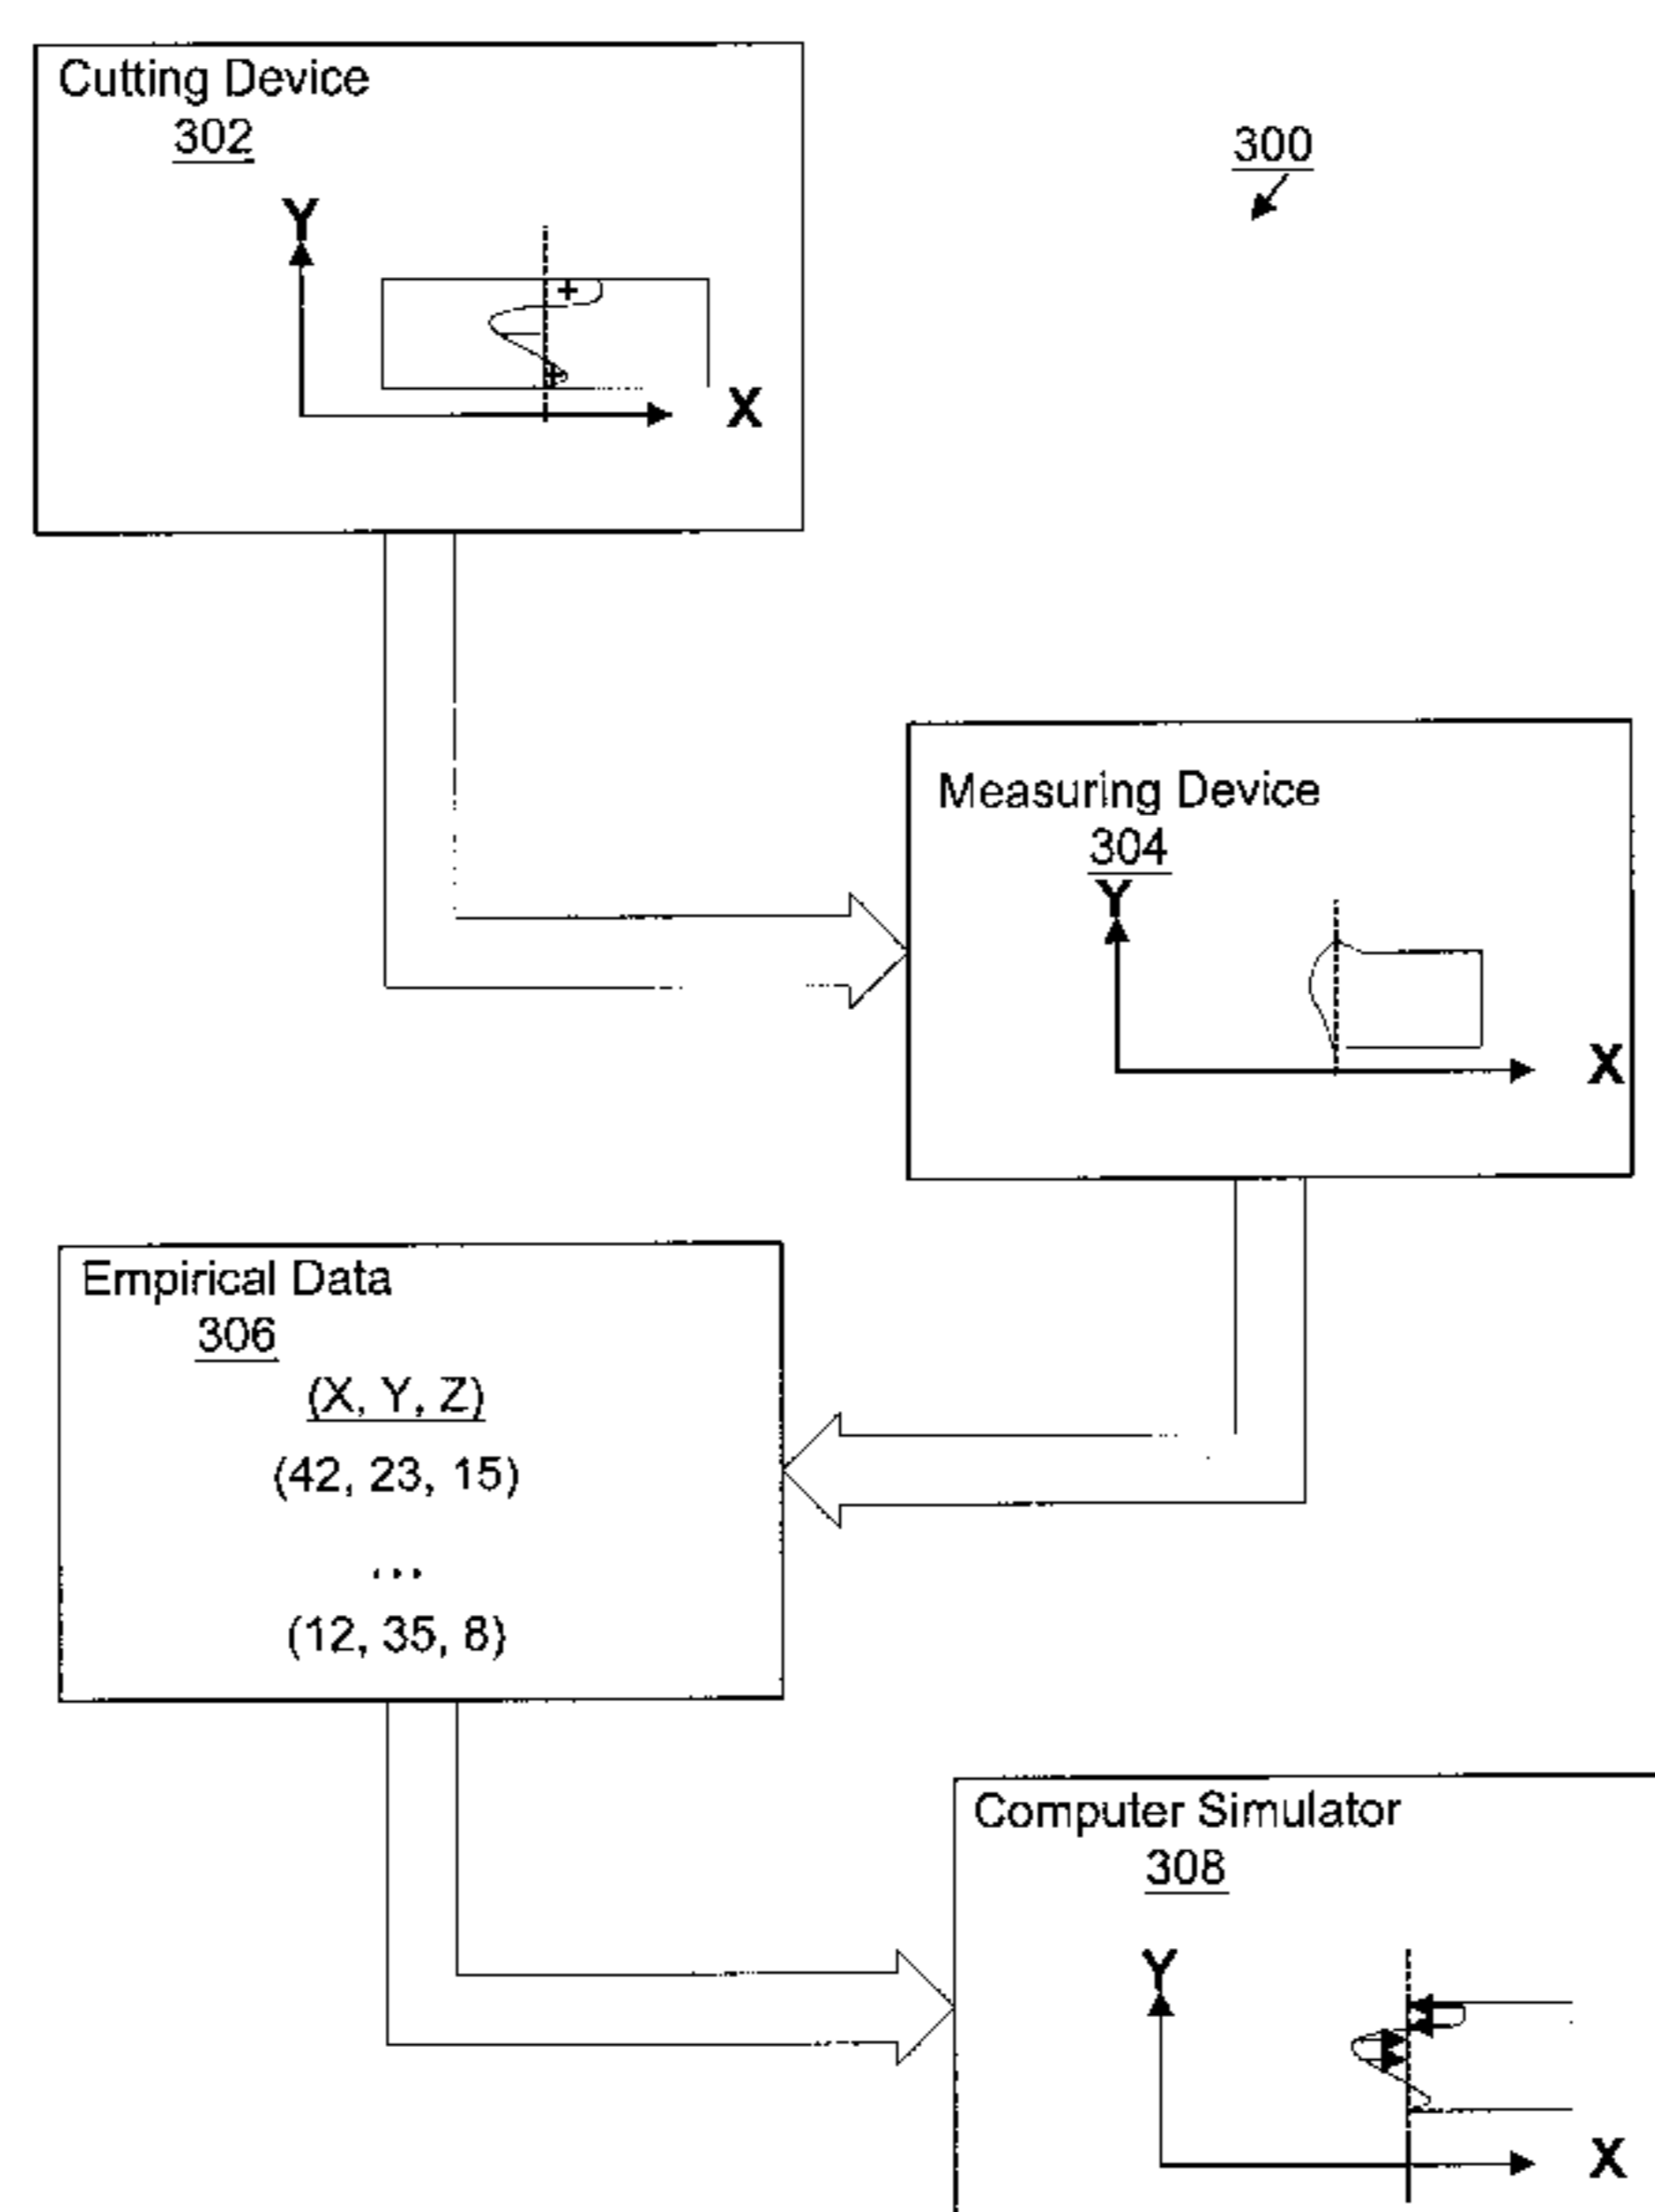 Cutting Device
302
300
Y
+
+
X
Measuring Device
304
Y
X
Empirical Data
306
(X, Y, Z)
(42, 23, 15)
...
(12, 35, 8)
Computer Simulator
308
Y
X